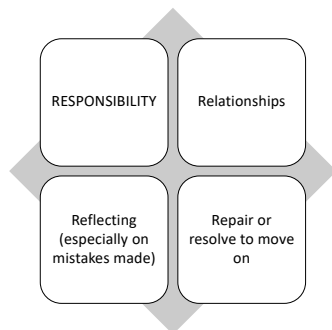 RESPONSIBILITY
Relationships
Reflecting
(especially on
mistakes made)
Repair or
resolve to move
on